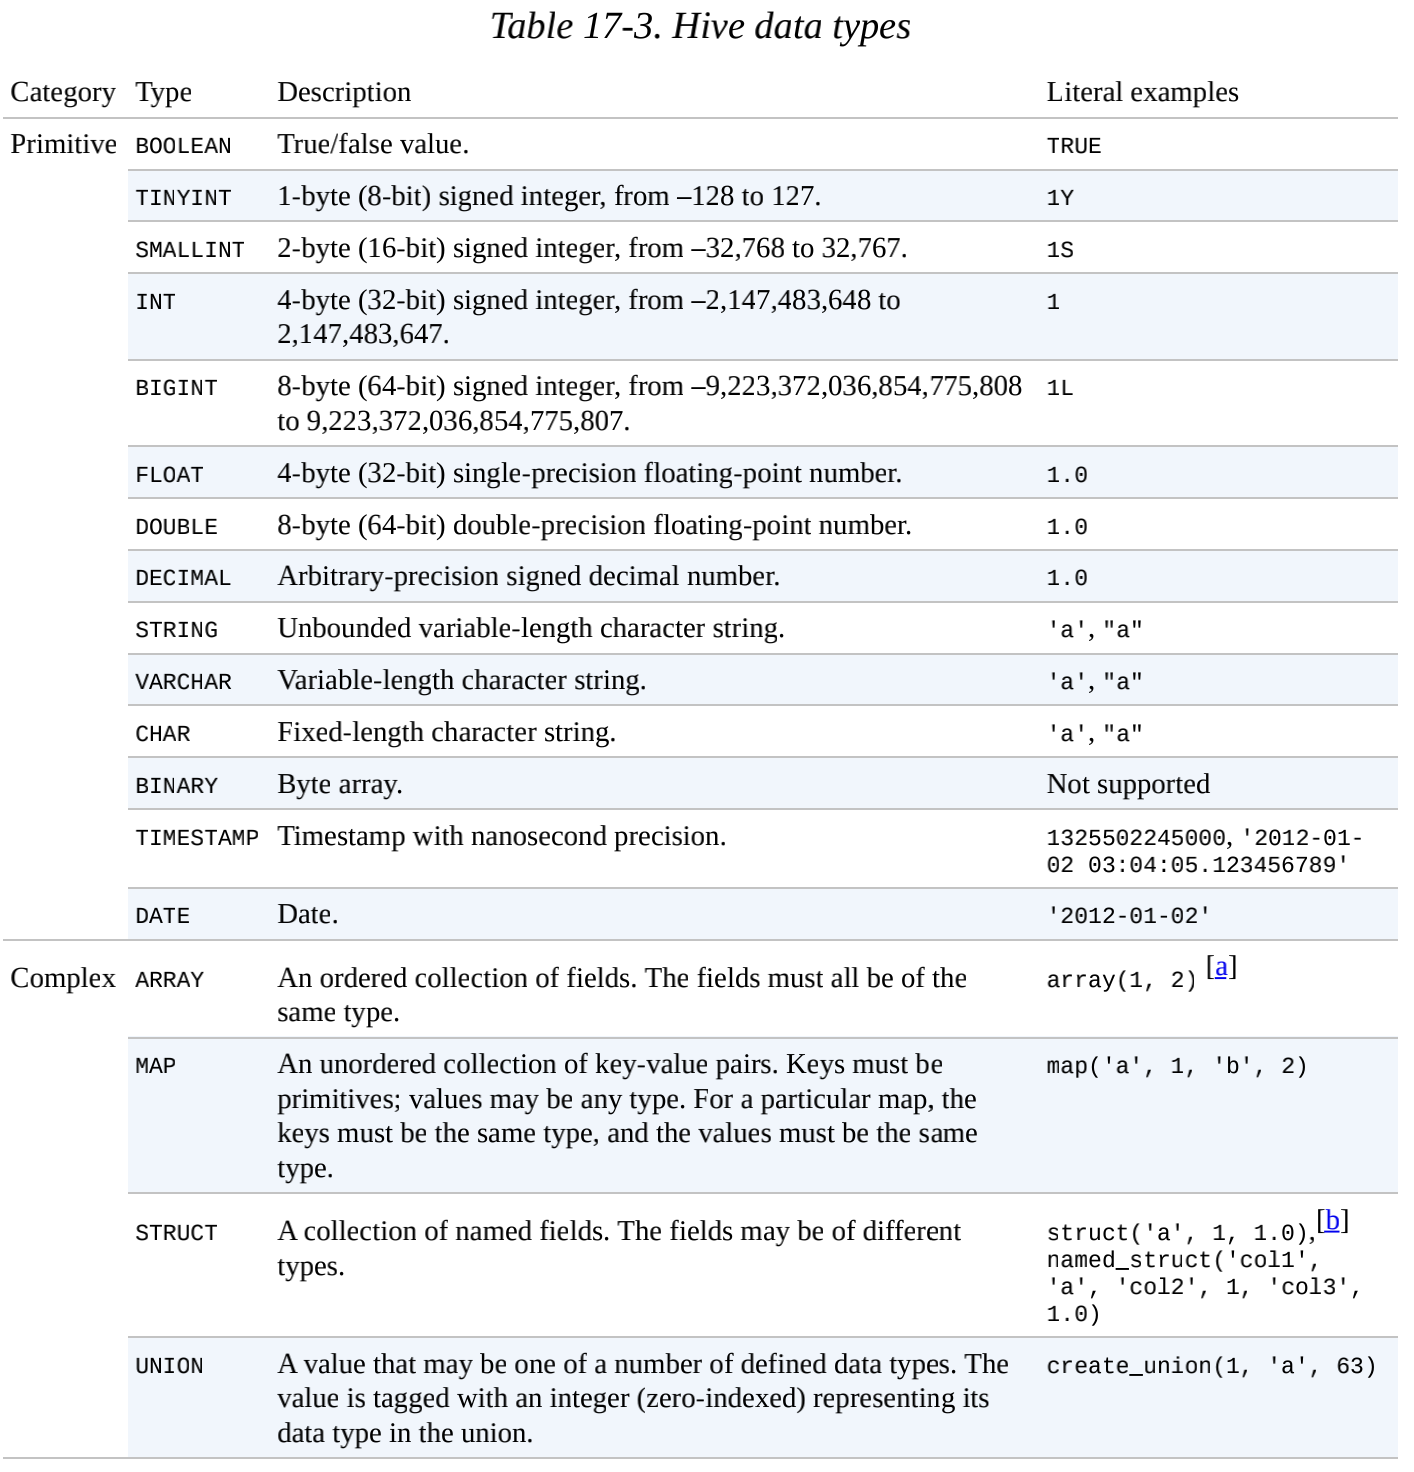 Table 17-3. Hive data types
Category Type Description Literal examples
Primitive BOOLEAN True/false value. TRUE
TINYINT 1-byte (8-bit) signed integer, from –128 to 127. 1Y
SMALLINT 2-byte (16-bit) signed integer, from –32,768 to 32,767. 1S
INT 4-byte (32-bit) signed integer, from –2,147,483,648 to 1
2,147,483,647.
BIGINT 8-byte (64-bit) signed integer, from –9,223,372,036,854,775,808 1L
to 9,223,372,036,854,775,807.
FLOAT 4-byte (32-bit) single-precision floating-point number. 1.0
DOUBLE 8-byte (64-bit) double-precision floating-point number. 1.0
DECIMAL Arbitrary-precision signed decimal number. 1.0
STRING Unbounded variable-length character string. 'a', "a"
VARCHAR Variable-length character string. 'a', "a"
CHAR Fixed-length character string. 'a', "a"
BINARY Byte array. Not supported
TIMESTAMP Timestamp with nanosecond precision. 1325502245000, '2012-01-
02 03:04:05.123456789'
DATE Date. '2012-01-02'
Complex ARRAY An ordered collection of fields. The fields must all be of the array(1, 2) [a]
same type.
MAP An unordered collection of key-value pairs. Keys must be map('a', 1, 'b', 2)
primitives; values may be any type. For a particular map, the
keys must be the same type, and the values must be the same
type.
STRUCT A collection of named fields. The fields may be of different struct('a', 1, 1.0),[b]
types. named_struct('col1',
'a', 'col2', 1, 'col3',
1.0)
UNION A value that may be one of a number of defined data types. The create_union(1, 'a', 63)
value is tagged with an integer (zero-indexed) representing its
data type in the union.